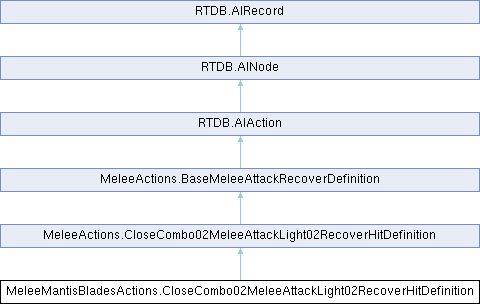 RTDB.AIRecord
RTDB.AINode
RTDB.AIAction
MeleeActions.BaseMeleeAttackRecoverDefinition
MeleeActions.CloseCombo02MeleeAttackLight02RecoverHitDefinition
MeleeMantisBladesActions.CloseCombo02MeleeAttackLight02RecoverHitDefinition